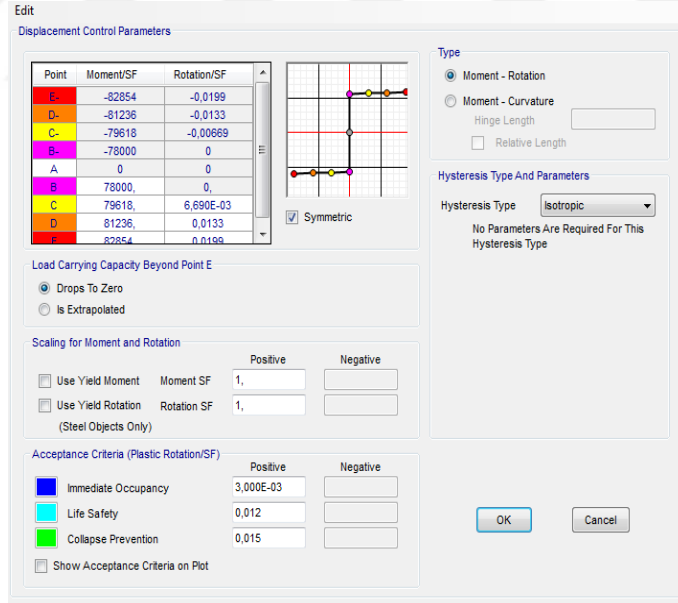 Edit
Displacement Control Parameters
Point Moment/SF Rotation/SF
E- -82854 -0,0199
D- -81236 -0,0133
C- -79618 -0,00669
B- -78000 0
A 0 0
B 78000, 0,
C 79618, 6,690E-03
D 81236, 0,0133
E 82854 0,0199
Symmetric
Type
Moment - Rotation
Moment - Curvature
Hinge Length
Relative Length
Hysteresis Type And Parameters
Hysteresis Type Isotropic
No Parameters Are Required For This
Hysteresis Type
Load Carrying Capacity Beyond Point E
Drops To Zero
Is Extrapolated
Scaling for Moment and Rotation
Positive Negative
Use Yield Moment Moment SF 1,
Use Yield Rotation Rotation SF 1,
(Steel Objects Only)
Acceptance Criteria (Plastic Rotation/SF)
Positive Negative
Immediate Occupancy 3,000E-03
Life Safety 0,012
Collapse Prevention 0,015
Show Acceptance Criteria on Plot
OK Cancel